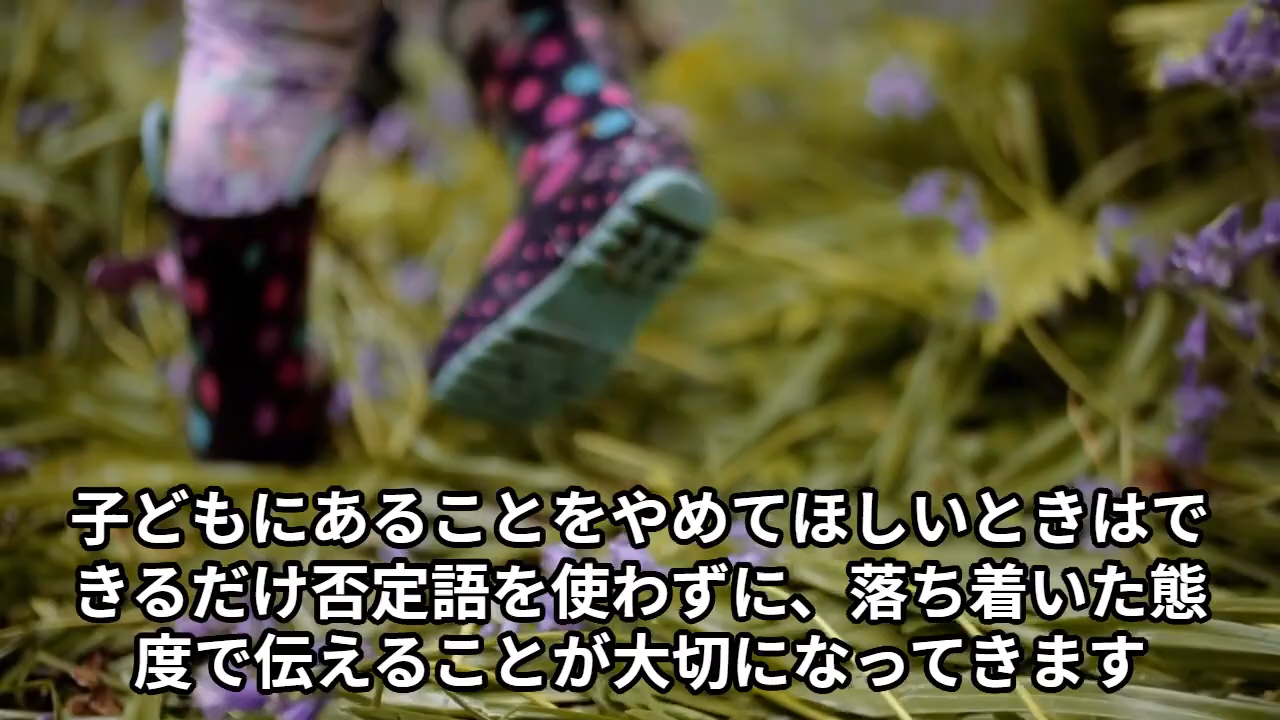 子どもにあることをやめてほしいときはで
きるだけ否定語を使わずに、落ち着いた態
度で伝えることが大切になってきます